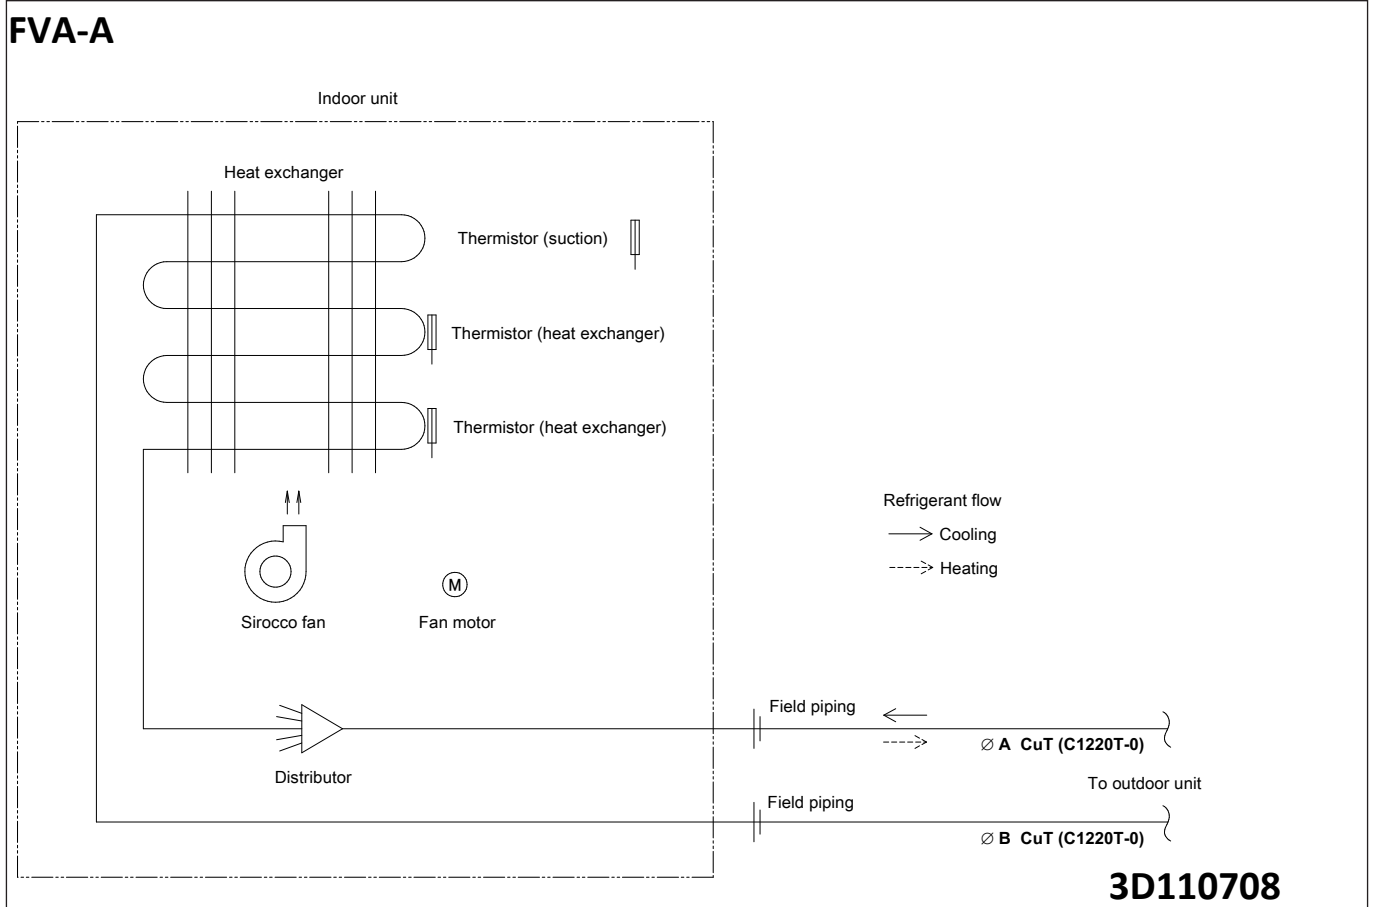 FVA-A
Indoor unit
Heat exchanger
Thermistor (suction)
Thermistor (heat exchanger)
Thermistor (heat exchanger)
Refrigerant flow
Cooling
Heating
M
Sirocco fan
Fan motor
Field piping
∅ A CuT (C1220T-0)
Distributor
To outdoor unit
Field piping
∅ B CuT (C1220T-0)
3D110708